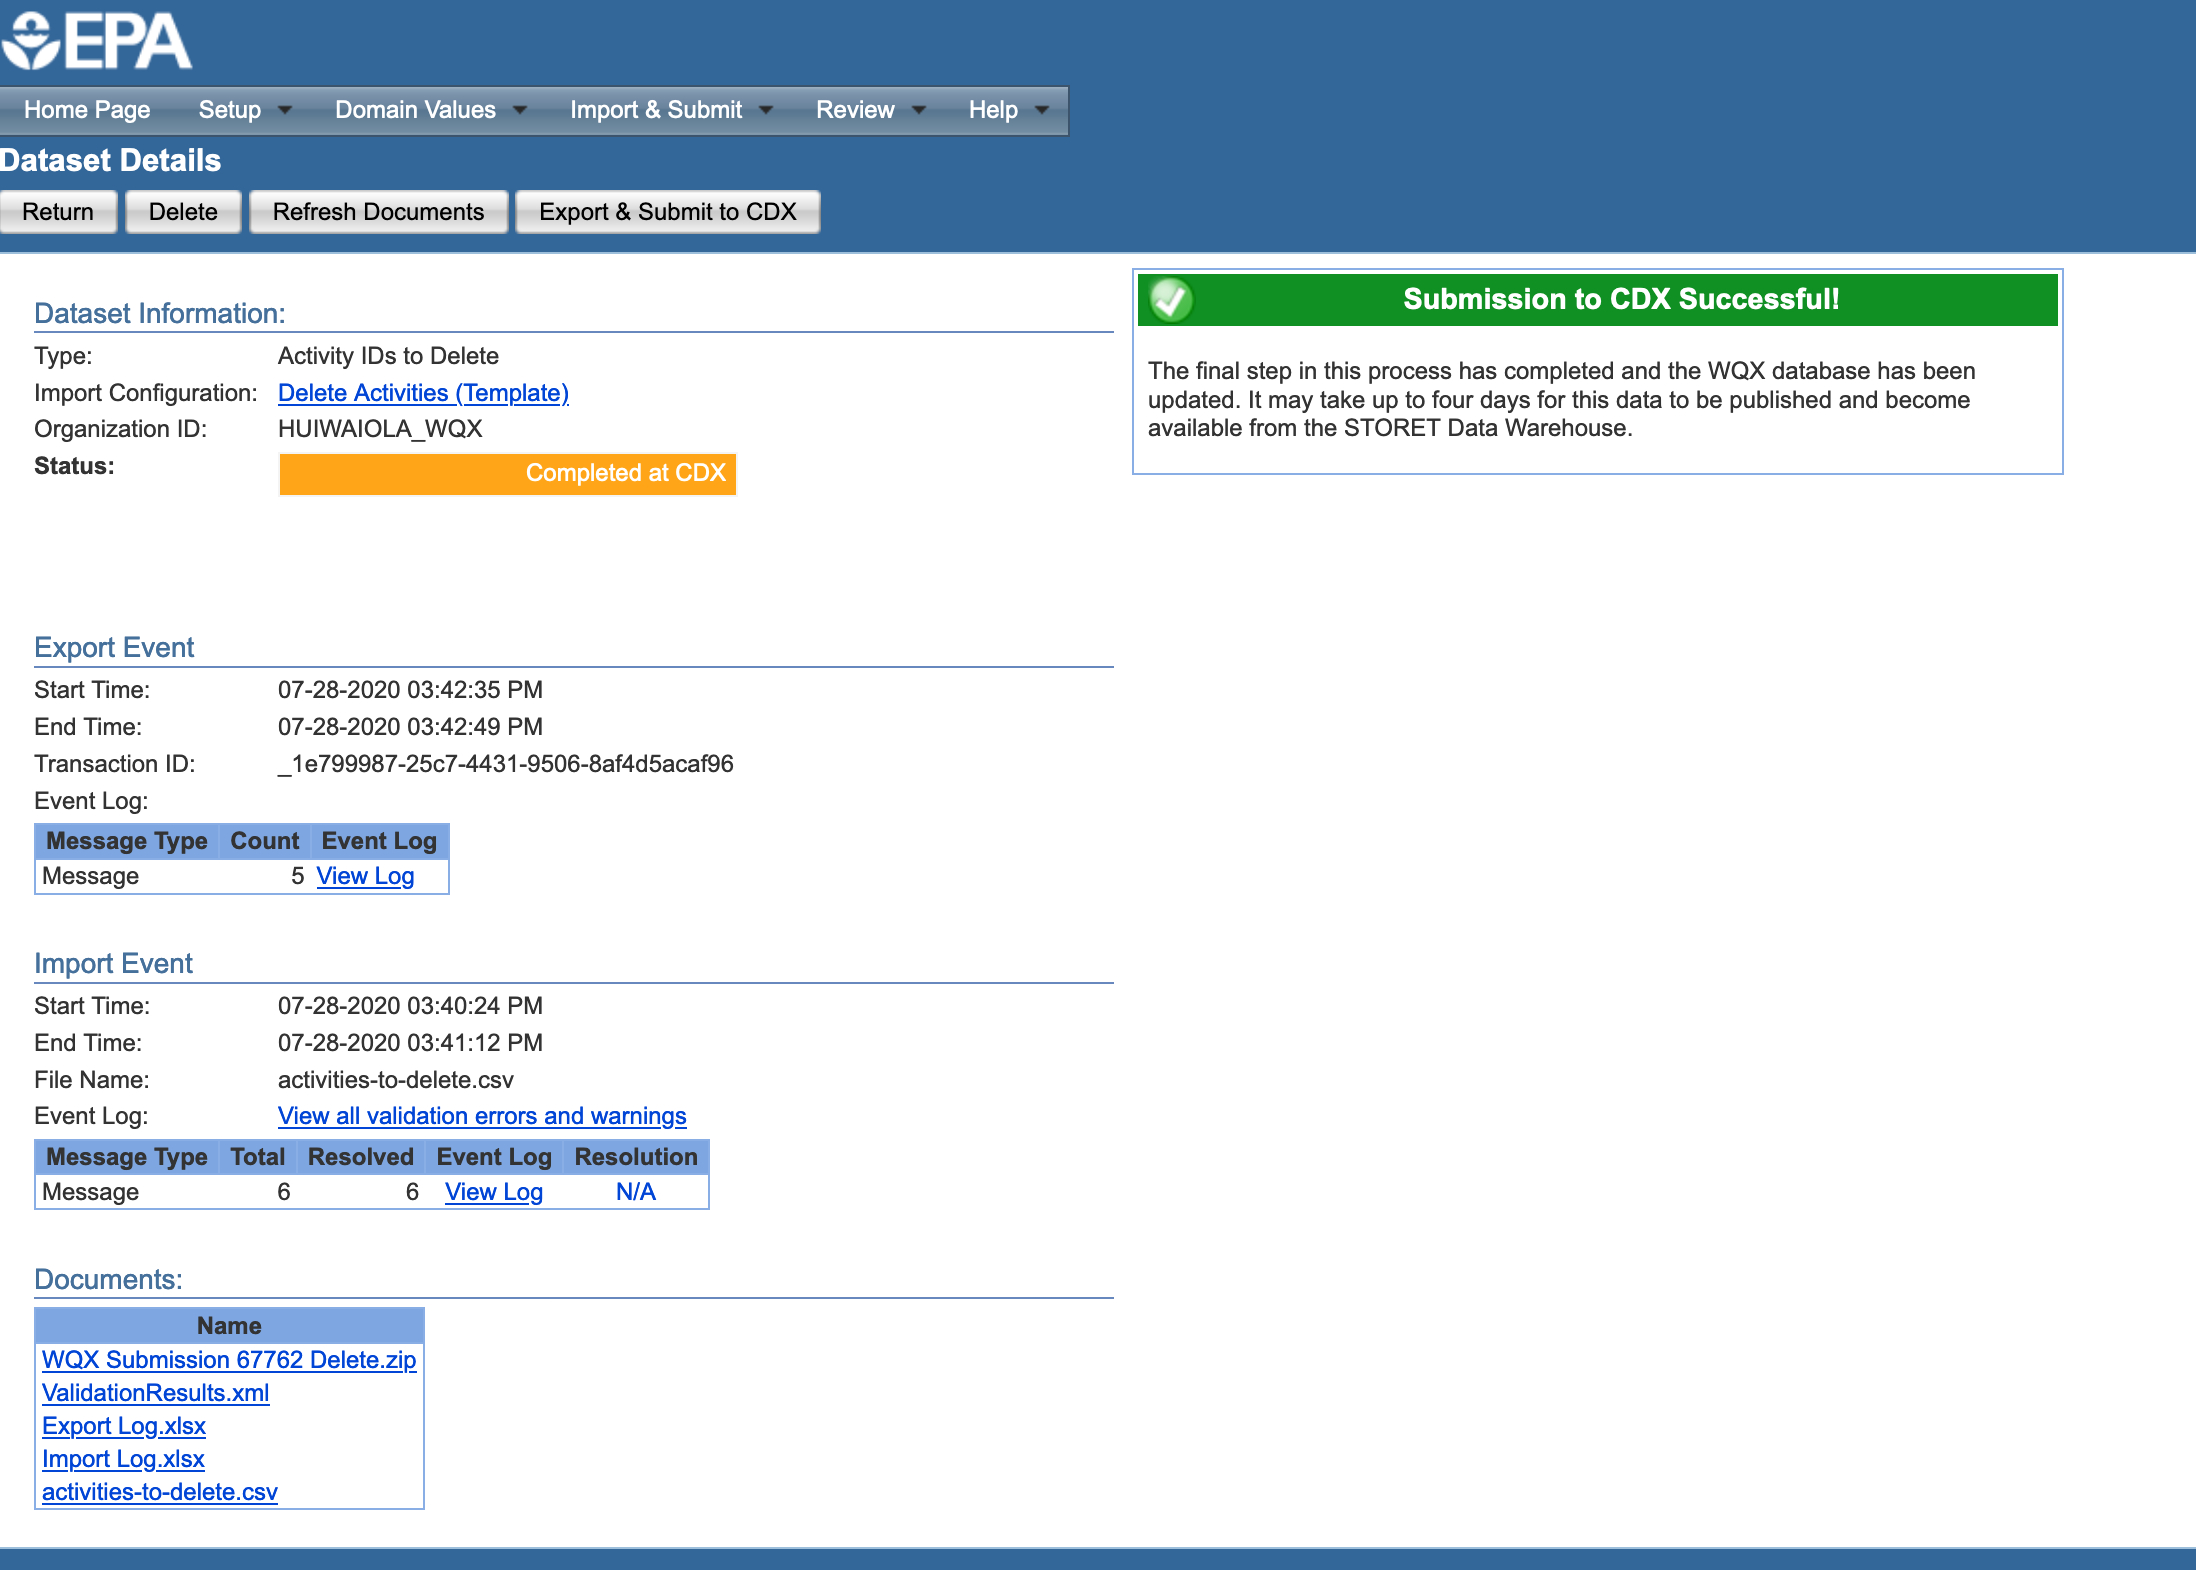 EPA
Home Page Setup Domain Values Import & Submit Review Help
Dataset Details
Return Delete Refresh Documents Export & Submit to CDX
Dataset Information:
Type: Activity IDs to Delete
Import Configuration: Delete Activities (Template)
Organization ID: HUIWAIOLA_WQX
Status: Completed at CDX
Submission to CDX Successful!
The final step in this process has completed and the WQX database has been
updated. It may take up to four days for this data to be published and become
available from the STORET Data Warehouse.
Export Event
Start Time: 07-28-2020 03:42:35 PM
End Time: 07-28-2020 03:42:49 PM
Transaction ID: _1e799987-25c7-4431-9506-8af4d5acaf96
Event Log:
Message Type Count Event Log
Message 5 View Log
Import Event
Start Time: 07-28-2020 03:40:24 PM
End Time: 07-28-2020 03:41:12 PM
File Name: activities-to-delete.csv
Event Log: View all validation errors and warnings
Message Type Total Resolved Event Log Resolution
Message 6 6 View Log N/A
Documents:
Name
WQX Submission 67762 Delete.zip
ValidationResults.xml
Export Log.xlsx
Import Log.xlsx
activities-to-delete.csv